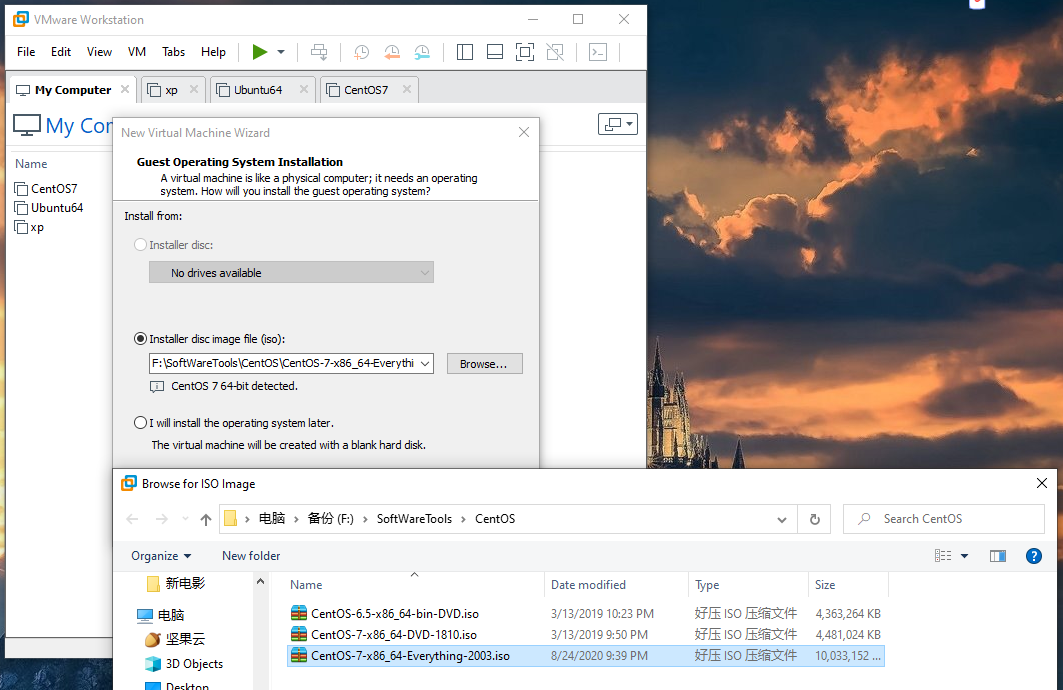 VMware Workstation
File Edit View VM Tabs Help
My Computer xp Ubuntu64 CentOS7
My Cor
Name
CentOS7
Ubuntu64
xp
New Virtual Machine Wizard
Guest Operating System Installation
A virtual machine is like a physical computer; it needs an operating
system. How will you install the guest operating system?
Install from:
Installer disc:
No drives available
Installer disc image file (iso):
F:\SoftWareTools\CentOS\CentOS-7-x86_64-Everythi Browse...
CentOS 7 64-bit detected.
I will install the operating system later.
The virtual machine will be created with a blank hard disk.
Browse for ISO Image
电脑 › 备份 (F:) › SoftWareTools › CentOS Search CentOS
Organize New folder
新电影
电脑
坚果云
3D Objects
Desktop
Name Date modified Type Size
CentOS-6.5-x86_64-bin-DVD.iso 3/13/2019 10:23 PM 好压 ISO 压缩文件 4,363,264 KB
CentOS-7-x86_64-DVD-1810.iso 3/13/2019 9:50 PM 好压 ISO 压缩文件 4,481,024 KB
CentOS-7-x86_64-Everything-2003.iso 8/24/2020 9:39 PM 好压 ISO 压缩文件 10,033,152 ...